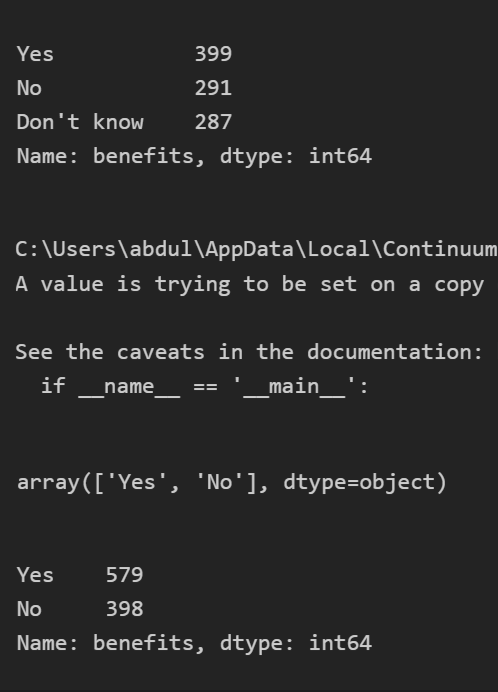 Yes             399
No              291
Don't know      287
Name: benefits, dtype: int64
C:\Users\abdul\AppData\Local\Continuum
A value is trying to be set on a copy
See the caveats in the documentation:
  if __name__ == '__main__':
array(['Yes', 'No'], dtype=object)
Yes    579
No     398
Name: benefits, dtype: int64